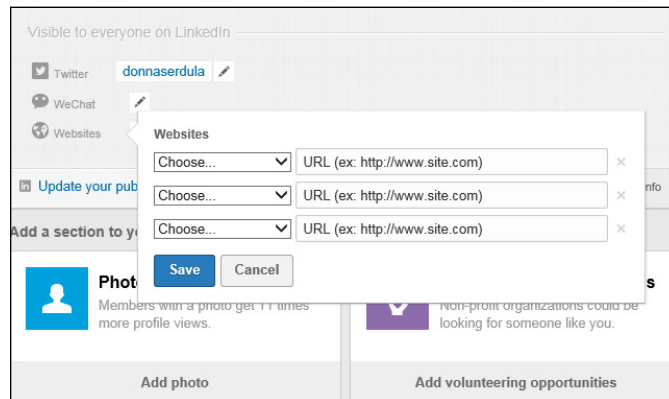 Visible to everyone on LinkedIn
Twitter donnaserdula
WeChat
Websites
Websites
Choose... URL (ex: http://www.site.com)
Choose... URL (ex: http://www.site.com)
Choose... URL (ex: http://www.site.com)
Save Cancel
in Update your pub
nfo
Add a section to yo
Phot
s
Members with a photo get 11 times
more profile views.
Non-profit organizations could be
looking for someone like you.
Add photo
Add volunteering opportunities